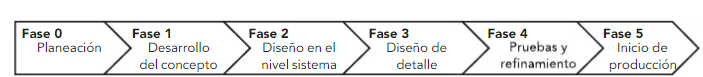 Fase 0
Planeación
Fase 1
Desarrollo
del concepto
Fase 2
Diseño en el
nivel sistema
Fase 3
Diseño de
detalle
Fase 4
Pruebas y
refinamiento
Fase 5
Inicio de
producción